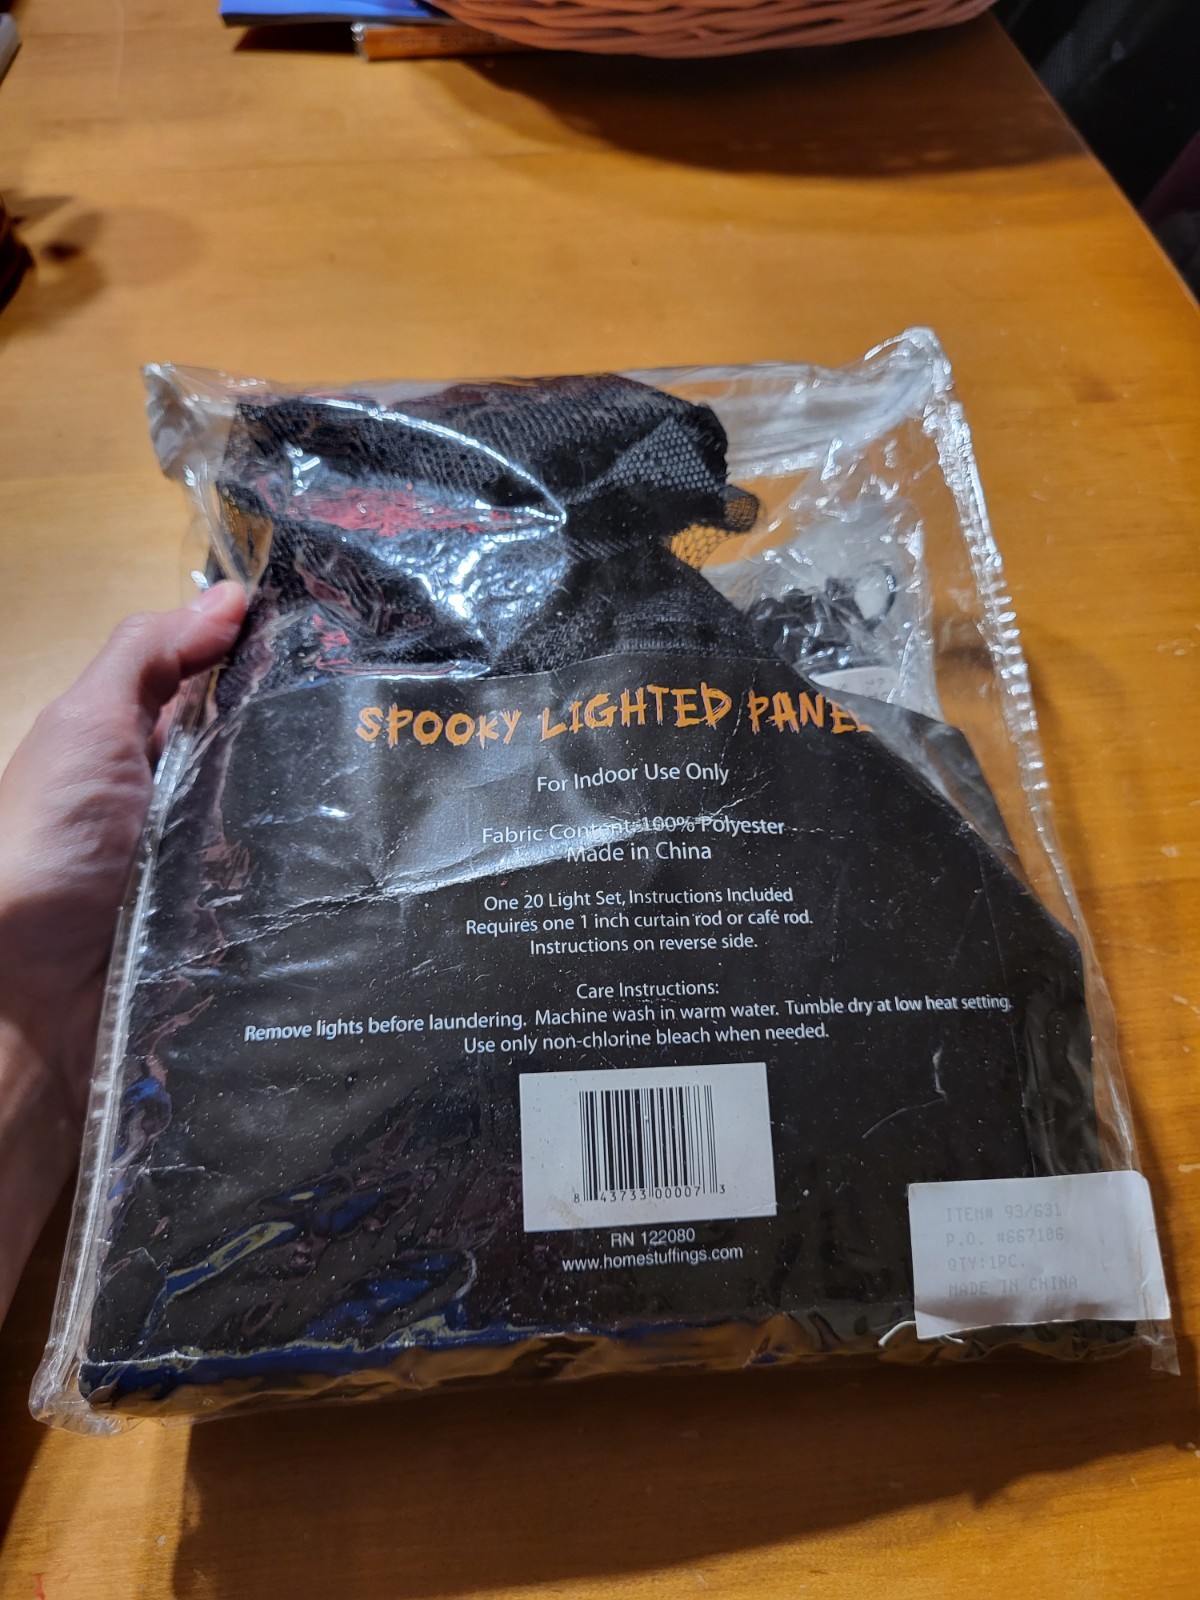 SPOOKY LIGHTED PANEL
For Indoor Use Only
Fabric Content: 100% Polyester
Made in China
One 20 Light Set, Instructions Included
Requires one 1 inch curtain rod or café rod.
Instructions on reverse side.
Care Instructions:
Remove lights before laundering. Machine wash in warm water. Tumble dry at low heat setting.
Use only non-chlorine bleach when needed.
8 43733 00007 3
RN 122080
www.homestuffings.com
ITEM# 93/631
P.O. #667106
QTY:1PC.
MADE IN CHINA